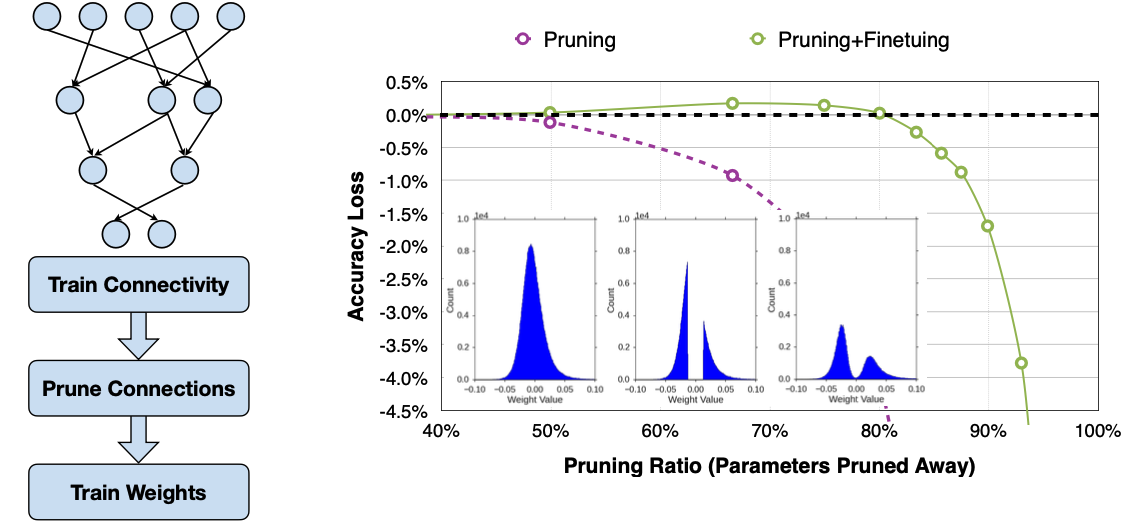 Train Connectivity
Prune Connections
Train Weights
Pruning
Pruning+Finetuing
Accuracy Loss
0.5%
0.0%
-0.5%
-1.0%
-1.5%
-2.0%
-2.5%
-3.0%
-3.5%
-4.0%
-4.5%
1e4
1.0
0.8
0.6
0.4
0.2
0.0
Count
-0.10 -0.05 0.00 0.05 0.10
Weight Value
1e4
1.0
0.8
0.6
0.4
0.2
0.0
Count
-0.10 -0.05 0.00 0.05 0.10
Weight Value
1e4
1.0
0.8
0.6
0.4
0.2
0.0
Count
-0.10 -0.05 0.00 0.05 0.10
Weight Value
40% 50% 60% 70% 80% 90% 100%
Pruning Ratio (Parameters Pruned Away)